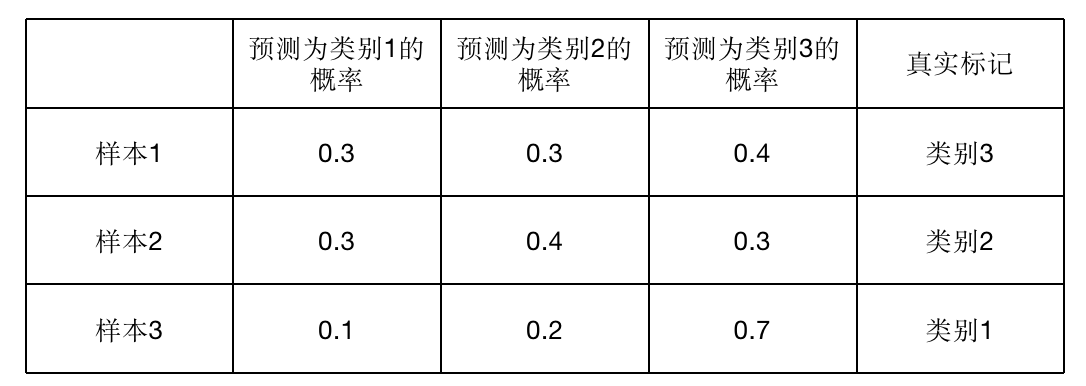 预测为类别1的 预测为类别2的 预测为类别3的 真实标记
概率 概率 概率
样本1 0.3 0.3 0.4 类别3
样本2 0.3 0.4 0.3 类别2
样本3 0.1 0.2 0.7 类别1